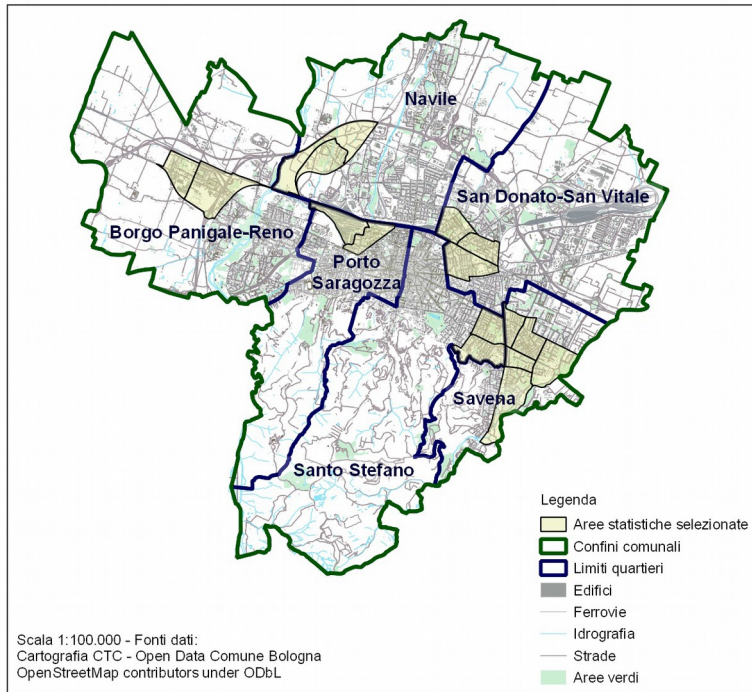 Navile
San Donato-San Vitale
Borgo Panigale-Reno
Porto
Saragozza
Savena
Santo Stefano
Legenda
Aree statistiche selezionate
Confini comunali
Limiti quartieri
Edifici
Ferrovie
Idrografia
Strade
Aree verdi
Scala 1:100.000 - Fonti dati:
Cartografia CTC - Open Data Comune Bologna
OpenStreetMap contributors under ODbL